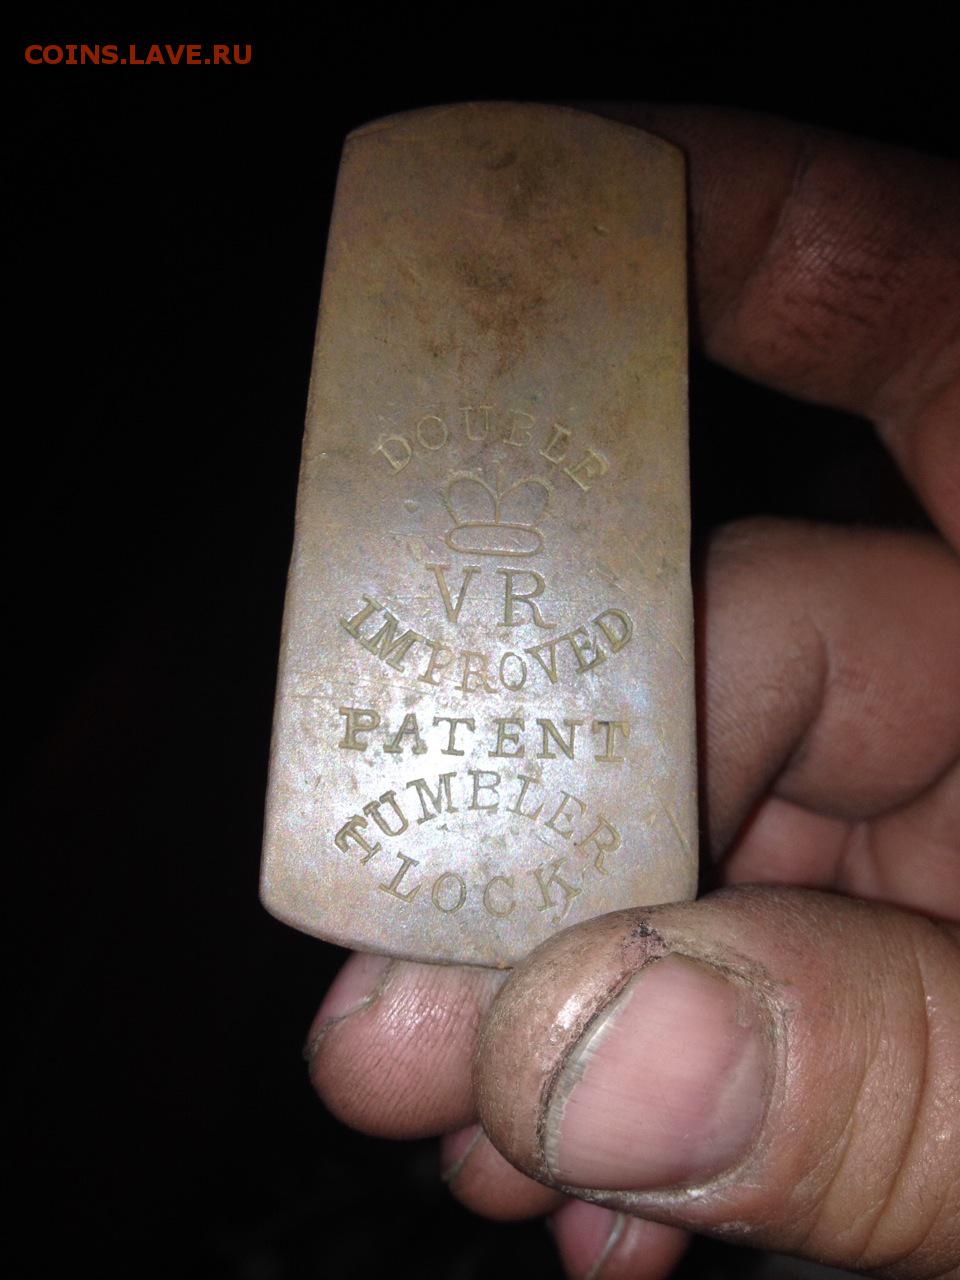 COINS.LAVE.RU
DOUBLE
VR
IMPROVED
PATENT
TUMBLER
LOCK